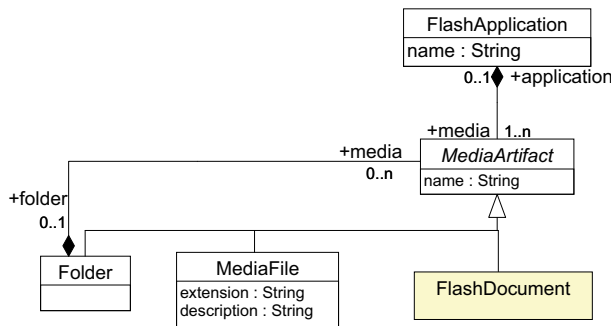 FlashApplication
name : String
0..1
+application
+media
1..n
MediaArtifact
name : String
+media
0..n
+folder
0..1
Folder
MediaFile
extension : String
description : String
FlashDocument